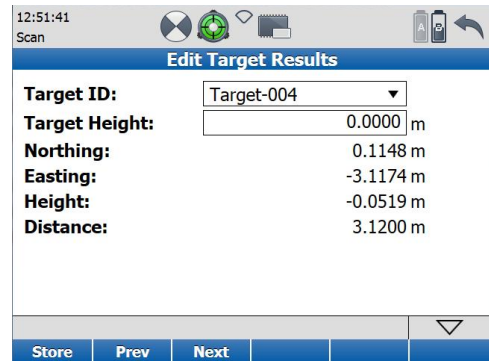 12:51:41
Scan
A B
Edit Target Results
Target ID: Target-004
Target Height: 0.0000 m
Northing: 0.1148 m
Easting: -3.1174 m
Height: -0.0519 m
Distance: 3.1200 m
Store Prev Next